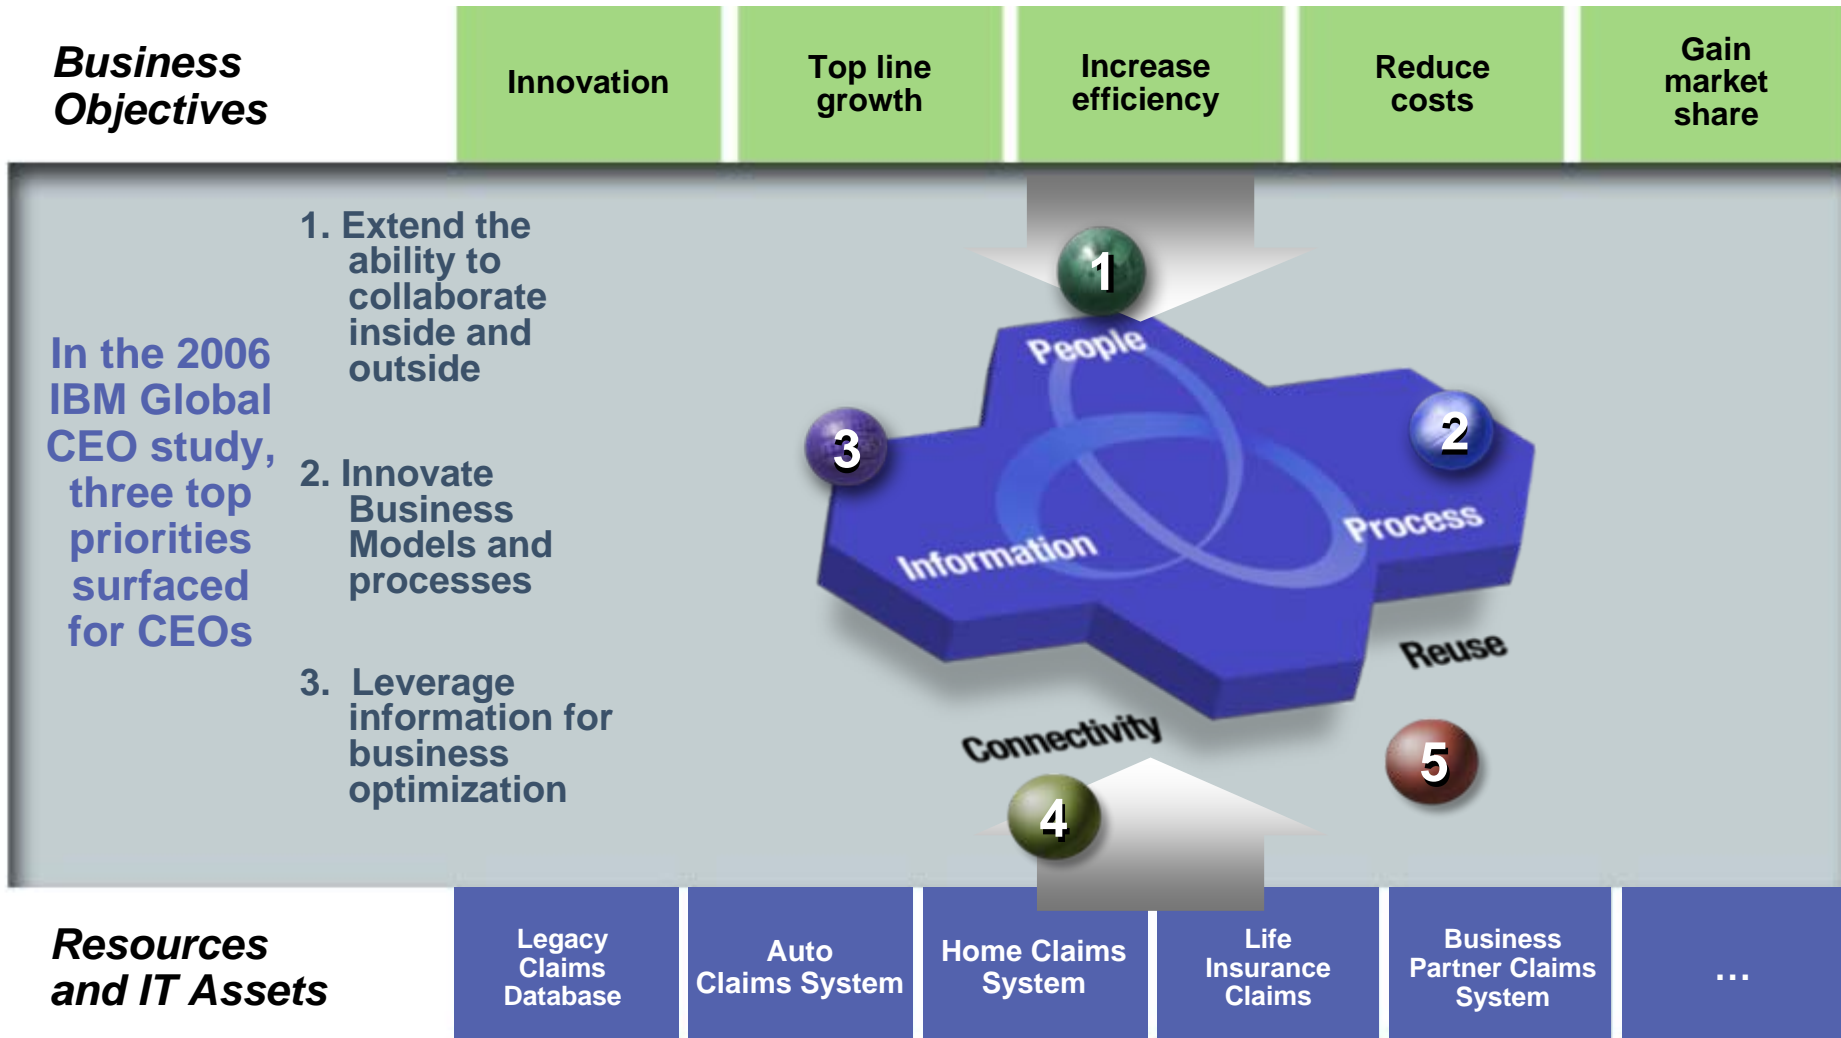 Business
Objectives
Innovation
Top line
growth
Increase
efficiency
Reduce
costs
Gain
market
share
In the 2006
IBM Global
CEO study,
three top
priorities
surfaced
for CEOs
1. Extend the
ability to
collaborate
inside and
outside
2. Innovate
Business
Models and
processes
3. Leverage
information for
business
optimization
1
People
3
2
Information
Process
Reuse
Connectivity
5
4
Resources
and IT Assets
Legacy
Claims
Database
Auto
Claims System
Home Claims
System
Life
Insurance
Claims
Business
Partner Claims
System
...